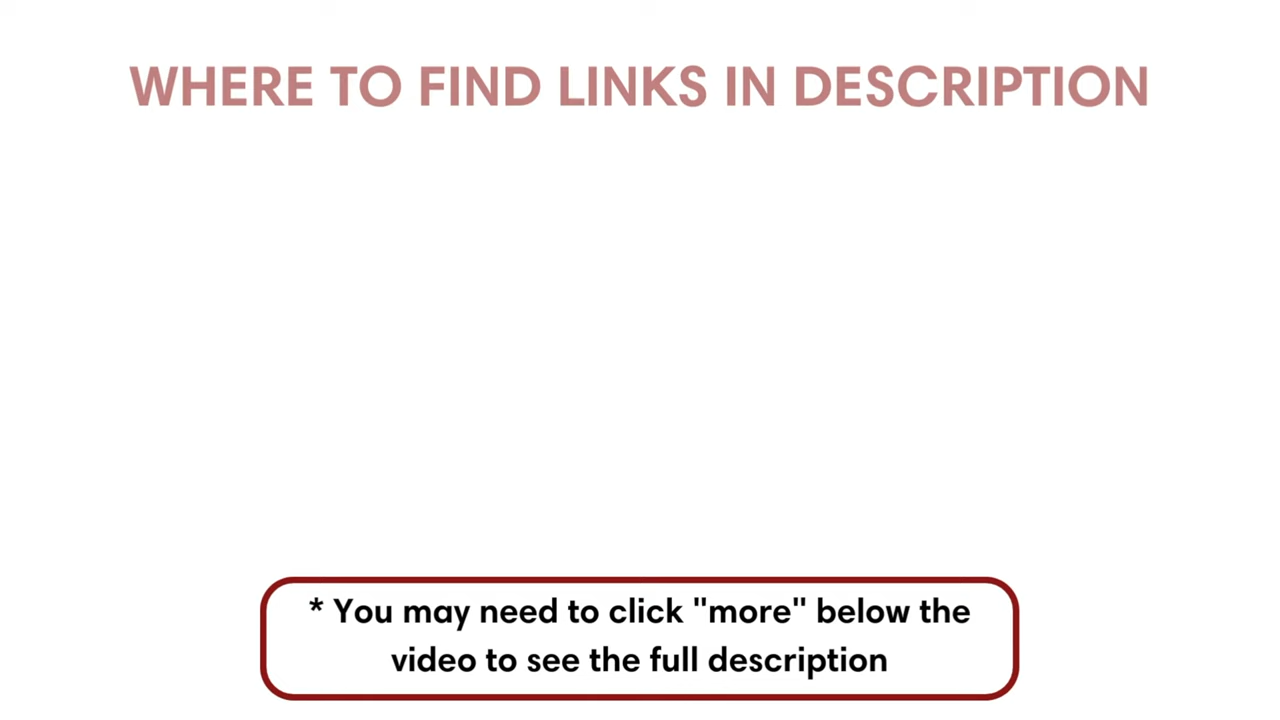 WHERE TO FIND LINKS IN DESCRIPTION
* You may need to click "more" below the
video to see the full description